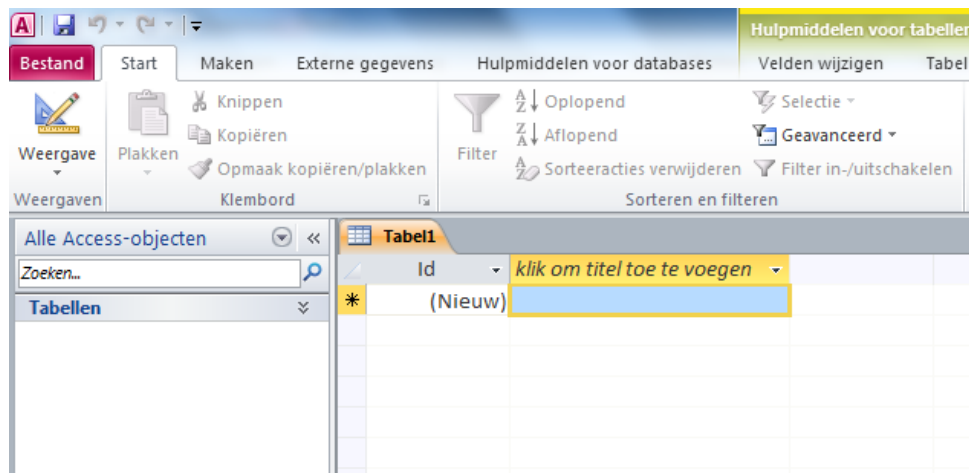 A
Hulpmiddelen voor tabellen
Bestand Start Maken Externe gegevens Hulpmiddelen voor databases Velden wijzigen Tabel
Weergave
Plakken
Knippen
Kopiëren
Opmaak kopiëren/plakken
Filter
Oplopend
Aflopend
Sorteeracties verwijderen
Selectie
Geavanceerd
Filter in-/uitschakelen
Weergaven Klembord Sorteren en filteren
Alle Access-objecten
Zoeken...
Tabellen
Tabel1
Id klik om titel toe te voegen
(Nieuw)